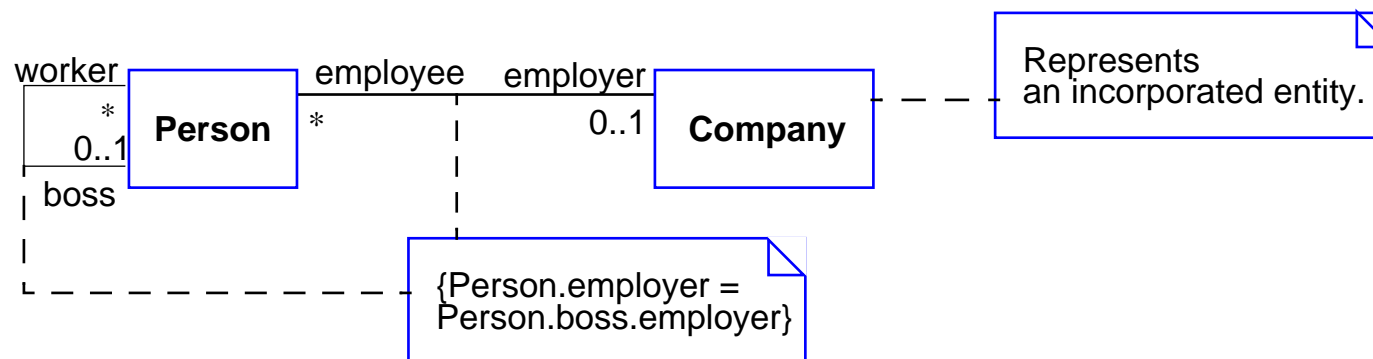 worker
*
0..1
boss
Person
employee
*
employer
0..1
Company
Represents
an incorporated entity.
{Person.employer =
Person.boss.employer}